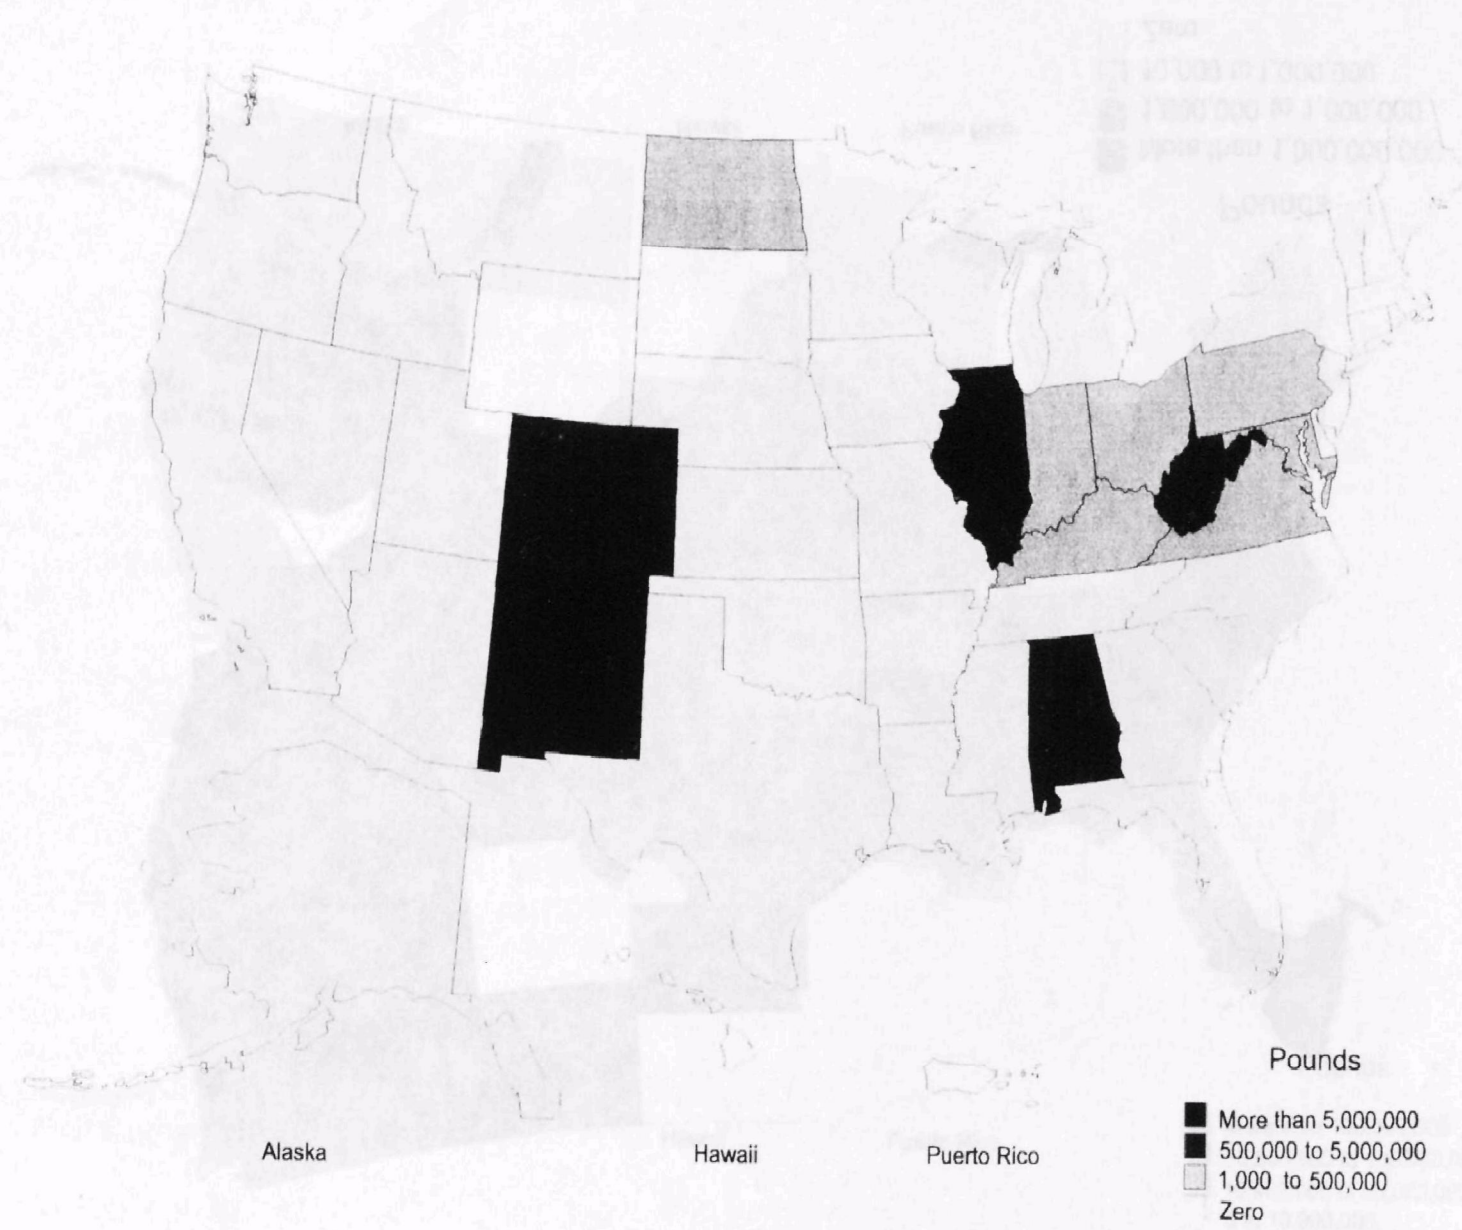 Alaska
Hawaii
Puerto Rico
Pounds
More than 5,000,000
500,000 to 5,000,000
1,000 to 500,000
Zero